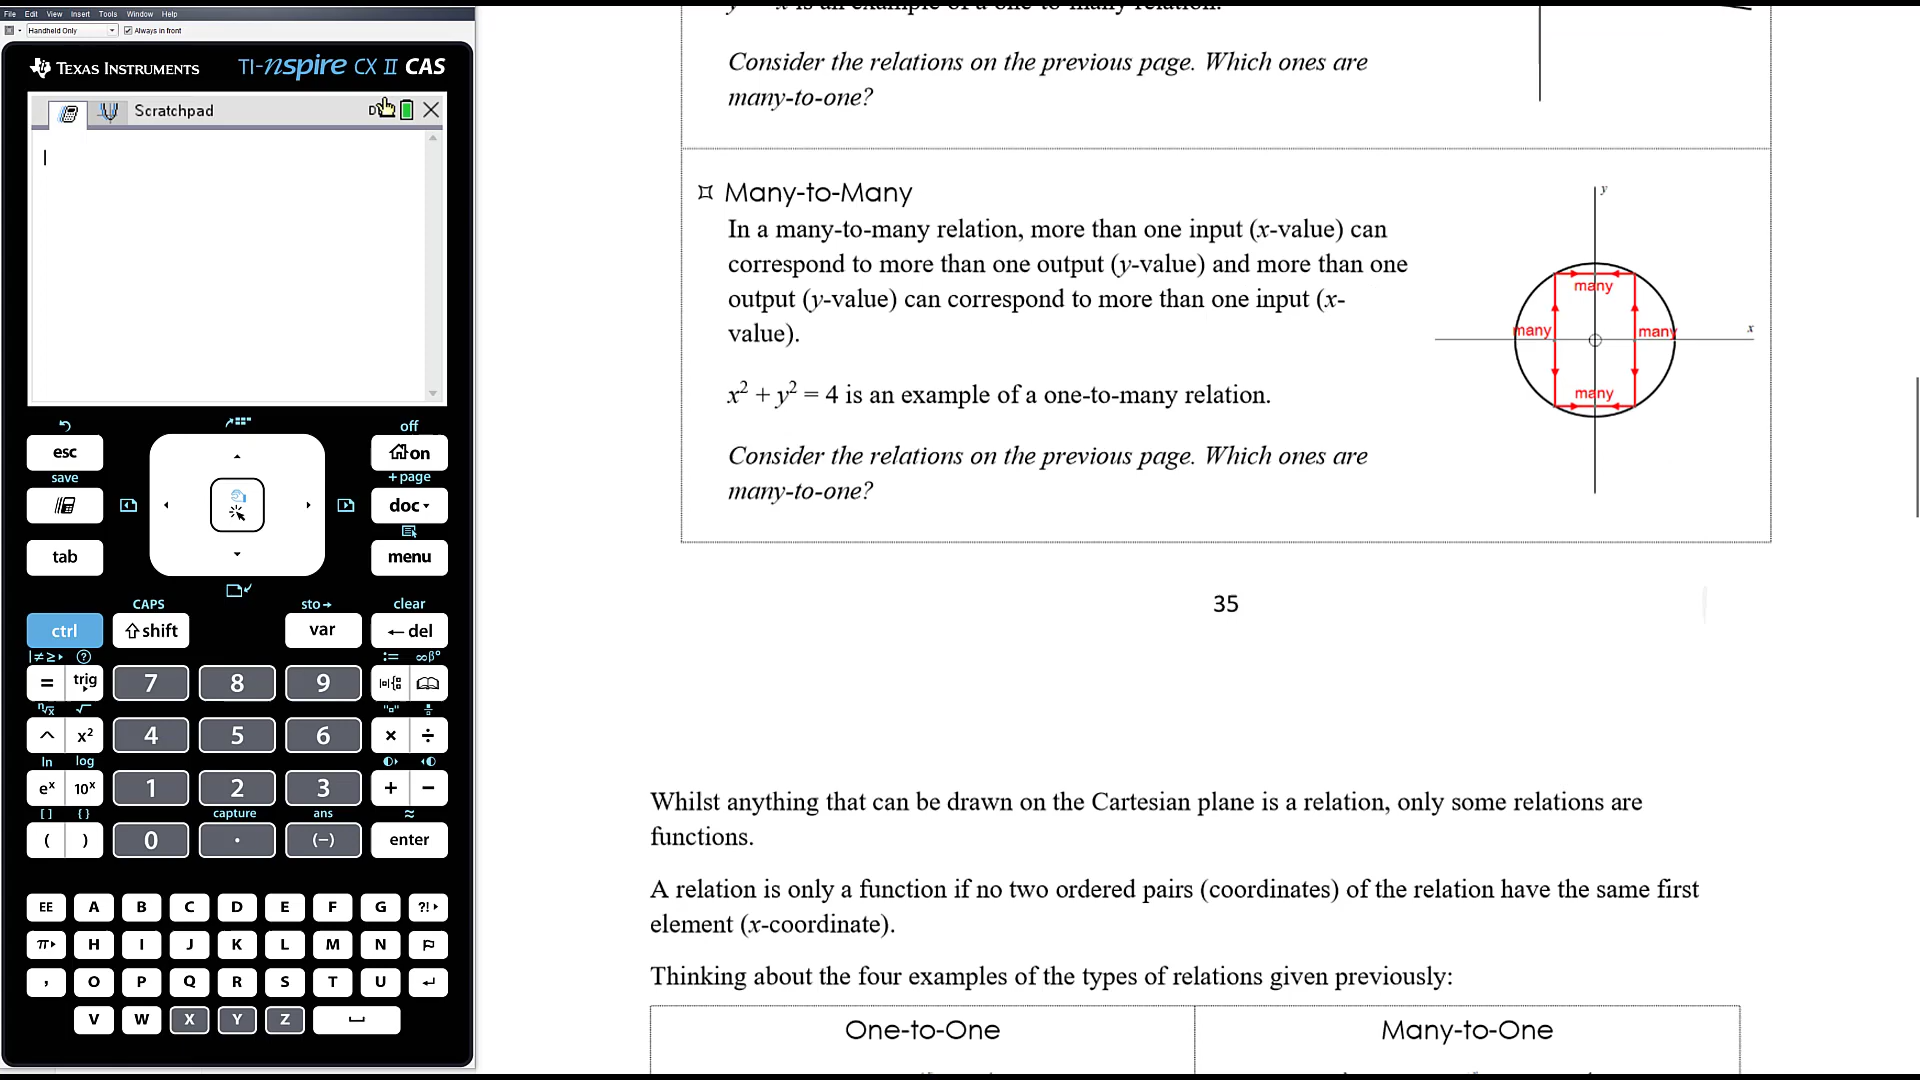 File Edit View Insert Tools Window Help
Handheld Only Always in front
TEXAS INSTRUMENTS TI-nspire CX II CAS
Scratchpad
esc
off
on
save
+ page
doc
tab
menu
CAPS
sto
clear
ctrl
shift
var
del
|≠≥▸ ? := ∞β°
= trig 7 8 9
n√x √ "▫"
^ x² 4 5 6 × ÷
ln log
eˣ 10ˣ 1 2 3 + −
[ ] { } capture ans ≈
( ) 0 . (−) enter
EE A B C D E F G ?!▸
π▸ H I J K L M N
, O P Q R S T U
V W X Y Z
is an example of a one-to-many relation.
Consider the relations on the previous page. Which ones are
many-to-one?
¤ Many-to-Many
In a many-to-many relation, more than one input (x-value) can
correspond to more than one output (y-value) and more than one
output (y-value) can correspond to more than one input (x-
value).
x² + y² = 4 is an example of a one-to-many relation.
Consider the relations on the previous page. Which ones are
many-to-one?
y
many
many many
x
many
35
Whilst anything that can be drawn on the Cartesian plane is a relation, only some relations are
functions.
A relation is only a function if no two ordered pairs (coordinates) of the relation have the same first
element (x-coordinate).
Thinking about the four examples of the types of relations given previously:
One-to-One Many-to-One